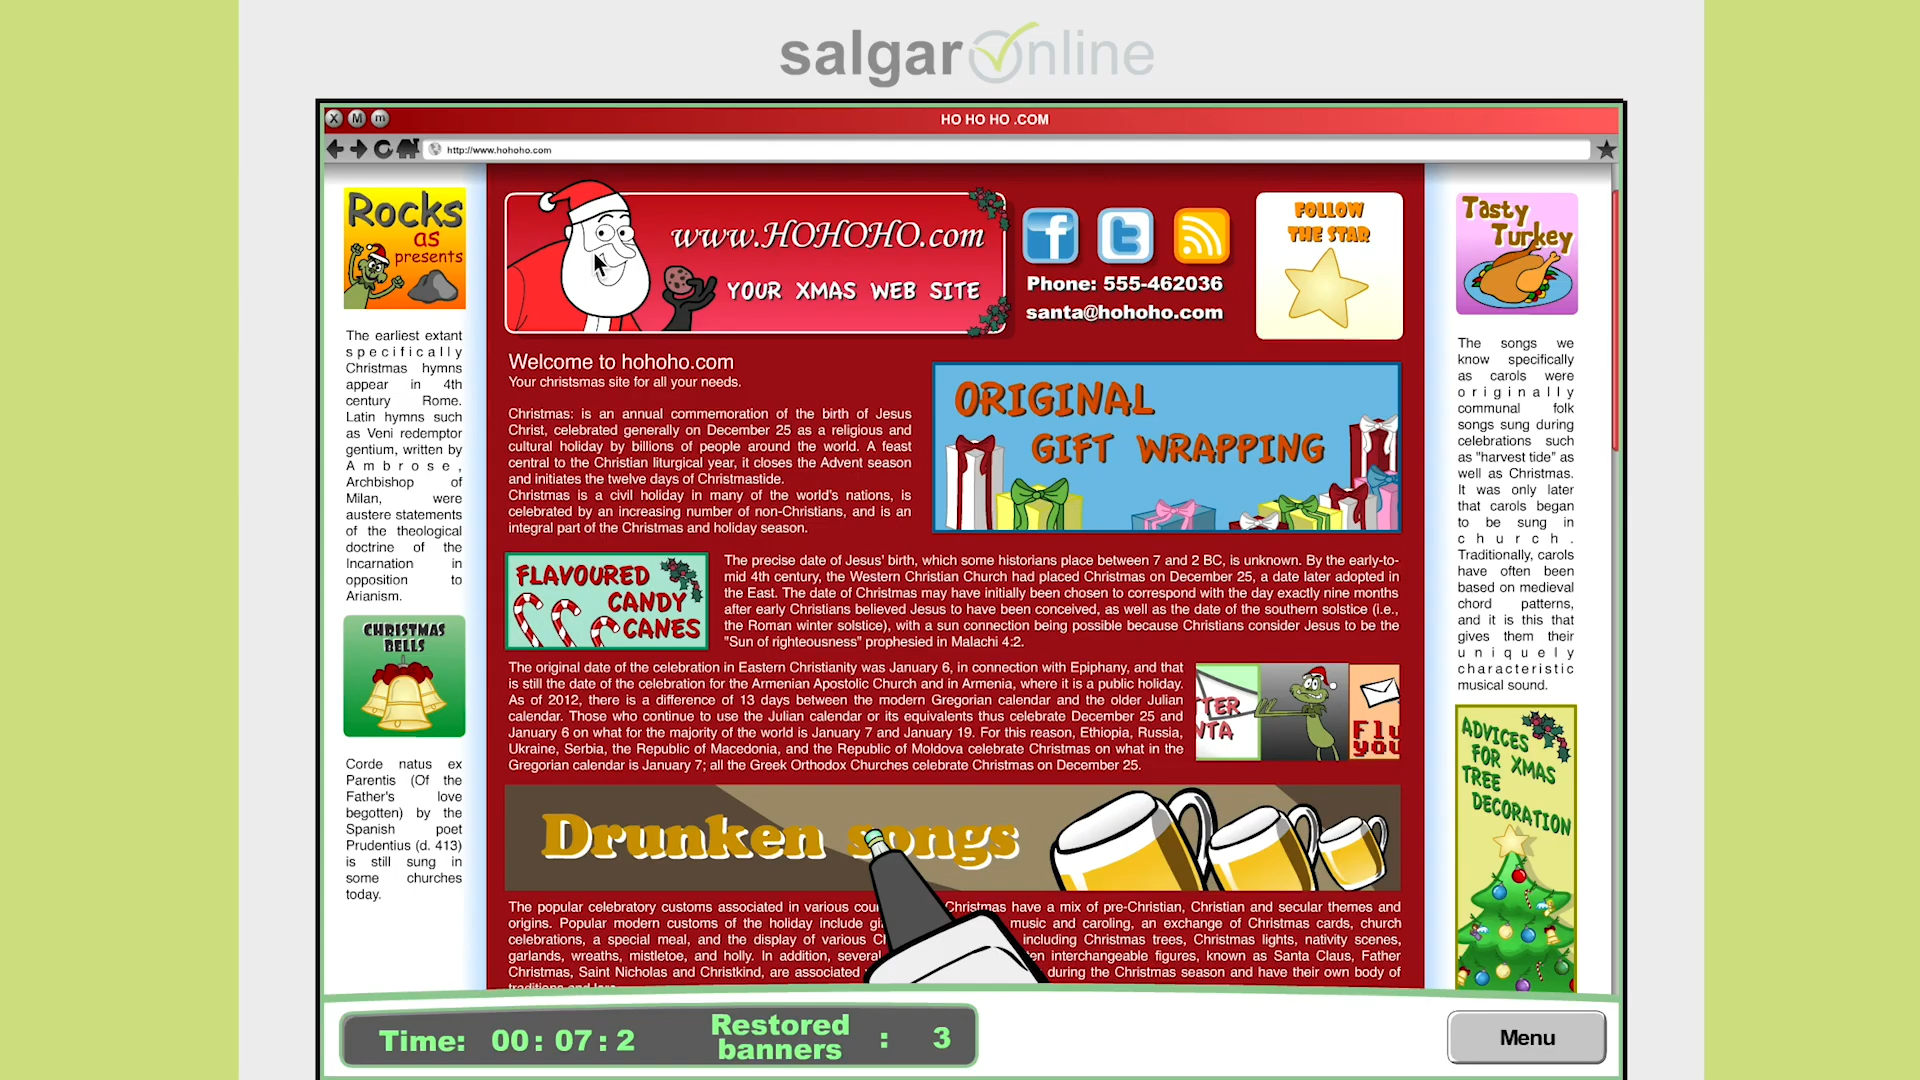 salgar Online
X M m
HO HO HO .COM
http://www.hohoho.com
Rocks
as
presents
The earliest extant
specifically
Christmas hymns
appear in 4th
century Rome.
Latin hymns such
as Veni redemptor
gentium, written by
Ambrose,
Archbishop of
Milan, were
austere statements
of the theological
doctrine of the
Incarnation in
opposition to
Arianism.
CHRISTMAS
BELLS
Corde natus ex
Parentis (Of the
Father's love
begotten) by the
Spanish poet
Prudentius (d. 413)
is still sung in
some churches
today.
www.HOHOHO.com
YOUR XMAS WEB SITE
Phone: 555-462036
santa@hohoho.com
FOLLOW
THE STAR
Welcome to hohoho.com
Your christsmas site for all your needs.
Christmas: is an annual commemoration of the birth of Jesus
Christ, celebrated generally on December 25 as a religious and
cultural holiday by billions of people around the world. A feast
central to the Christian liturgical year, it closes the Advent season
and initiates the twelve days of Christmastide.
Christmas is a civil holiday in many of the world's nations, is
celebrated by an increasing number of non-Christians, and is an
integral part of the Christmas and holiday season.
ORIGINAL
GIFT WRAPPING
FLAVOURED
CANDY
CANES
The precise date of Jesus' birth, which some historians place between 7 and 2 BC, is unknown. By the early-to-
mid 4th century, the Western Christian Church had placed Christmas on December 25, a date later adopted in
the East. The date of Christmas may have initially been chosen to correspond with the day exactly nine months
after early Christians believed Jesus to have been conceived, as well as the date of the southern solstice (i.e.,
the Roman winter solstice), with a sun connection being possible because Christians consider Jesus to be the
"Sun of righteousness" prophesied in Malachi 4:2.
The original date of the celebration in Eastern Christianity was January 6, in connection with Epiphany, and that
is still the date of the celebration for the Armenian Apostolic Church and in Armenia, where it is a public holiday.
As of 2012, there is a difference of 13 days between the modern Gregorian calendar and the older Julian
calendar. Those who continue to use the Julian calendar or its equivalents thus celebrate December 25 and
January 6 on what for the majority of the world is January 7 and January 19. For this reason, Ethiopia, Russia,
Ukraine, Serbia, the Republic of Macedonia, and the Republic of Moldova celebrate Christmas on what in the
Gregorian calendar is January 7; all the Greek Orthodox Churches celebrate Christmas on December 25.
TER
NTA
Flu
you
Drunken songs
The popular celebratory customs associated in various cou Christmas have a mix of pre-Christian, Christian and secular themes and
origins. Popular modern customs of the holiday include gi music and caroling, an exchange of Christmas cards, church
celebrations, a special meal, and the display of various C including Christmas trees, Christmas lights, nativity scenes,
garlands, wreaths, mistletoe, and holly. In addition, several en interchangeable figures, known as Santa Claus, Father
Christmas, Saint Nicholas and Christkind, are associated during the Christmas season and have their own body of
Tasty
Turkey
The songs we
know specifically
as carols were
originally
communal folk
songs sung during
celebrations such
as "harvest tide" as
well as Christmas.
It was only later
that carols began
to be sung in
church.
Traditionally, carols
have often been
based on medieval
chord patterns,
and it is this that
gives them their
uniquely
characteristic
musical sound.
ADVICES
FOR XMAS
TREE
DECORATION
Time: 00:07:2
Restored
banners : 3
Menu